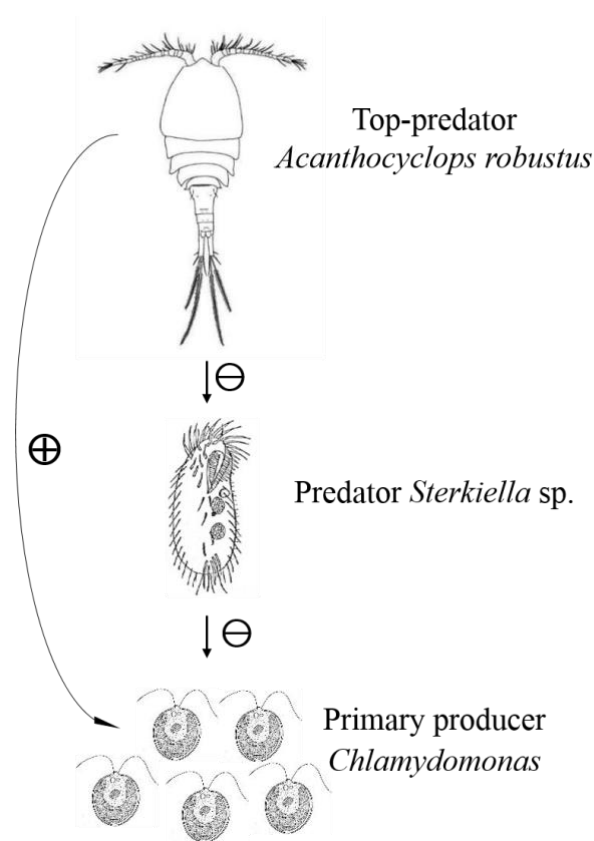 Top-predator
Acanthocyclops robustus
⊖
⊕
Predator Sterkiella sp.
⊖
Primary producer
Chlamydomonas